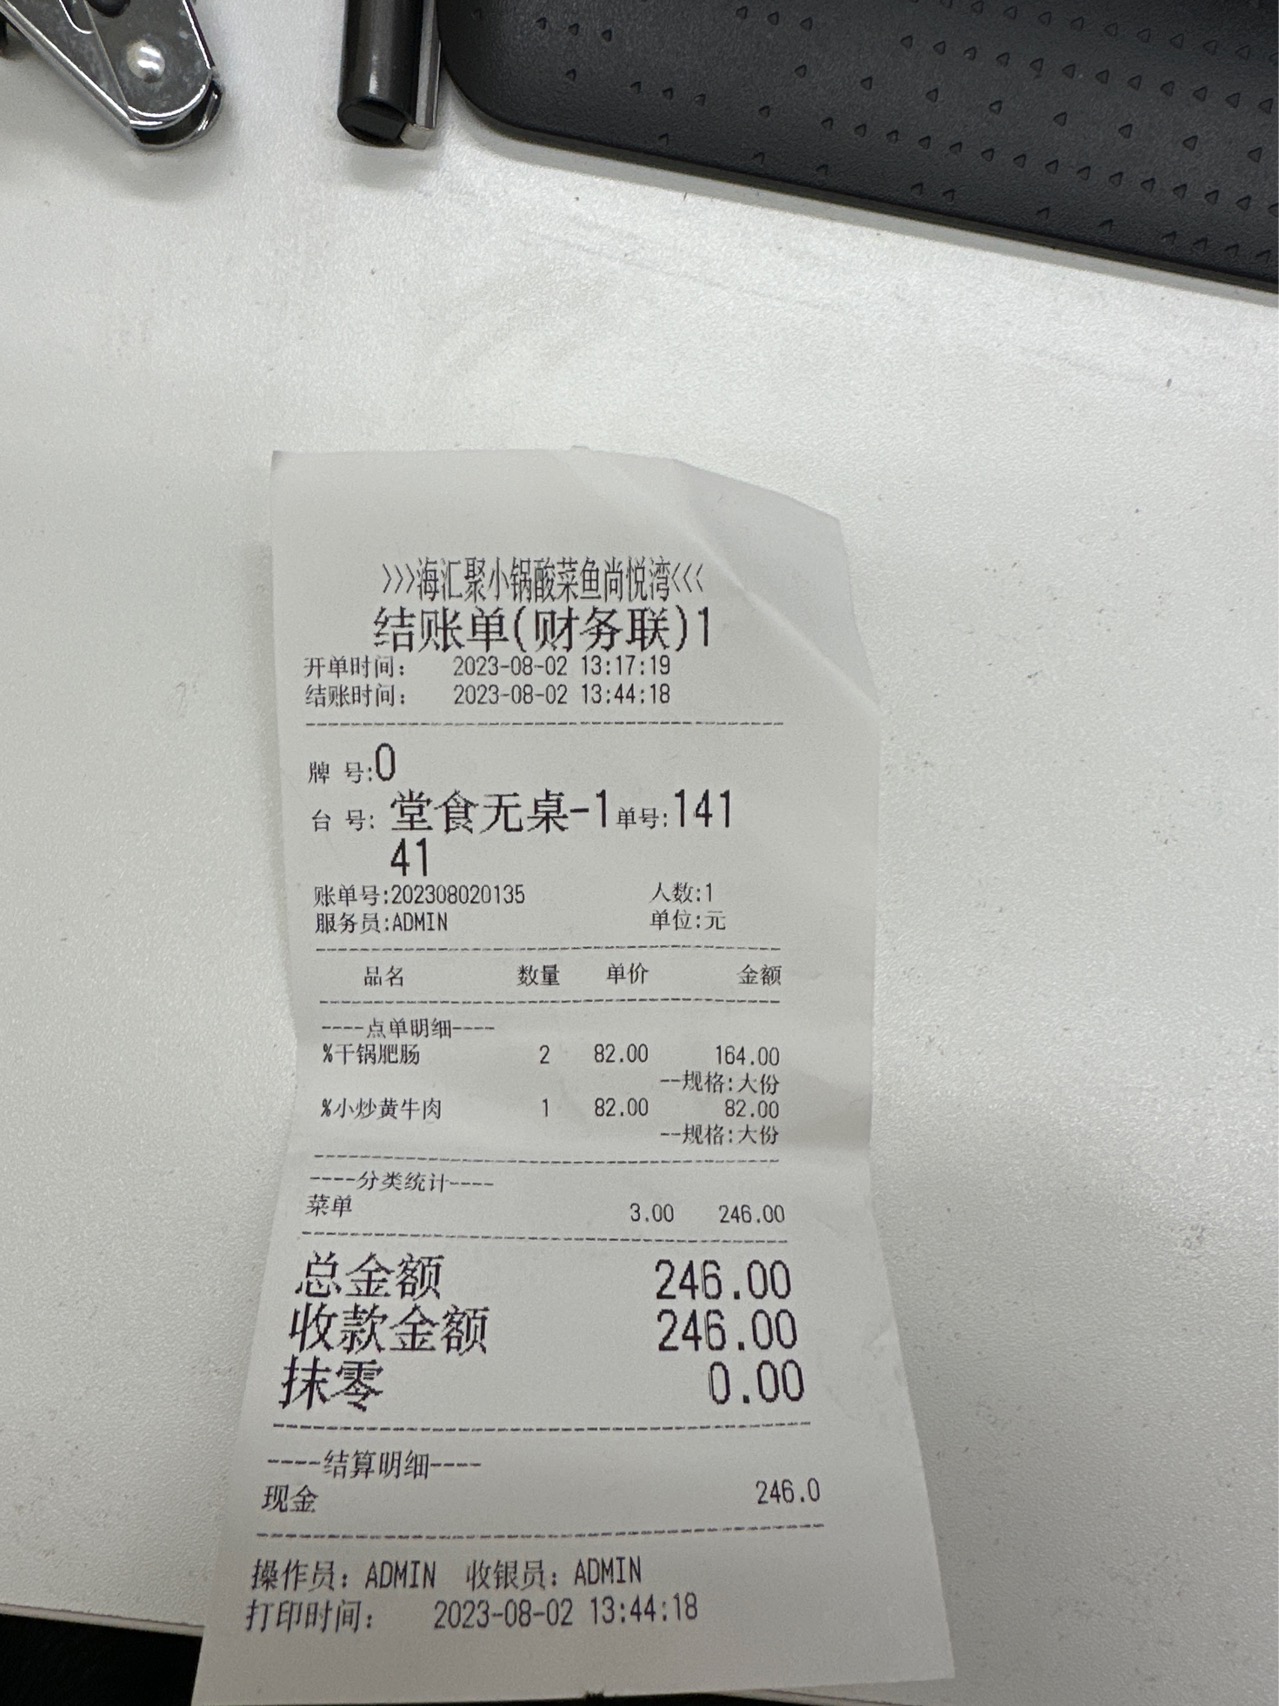 >>>海汇聚小锅酸菜鱼尚悦湾<<<
结账单(财务联)1
开单时间: 2023-08-02 13:17:19
结账时间: 2023-08-02 13:44:18
牌 号:0
台 号: 堂食无桌-1单号:141
41
账单号:202308020135 人数:1
服务员:ADMIN 单位:元
品名 数量 单价 金额
----点单明细----
%干锅肥肠 2 82.00 164.00
--规格:大份
%小炒黄牛肉 1 82.00 82.00
--规格:大份
----分类统计----
菜单 3.00 246.00
总金额 246.00
收款金额 246.00
抹零 0.00
----结算明细----
现金 246.0
操作员: ADMIN 收银员: ADMIN
打印时间: 2023-08-02 13:44:18